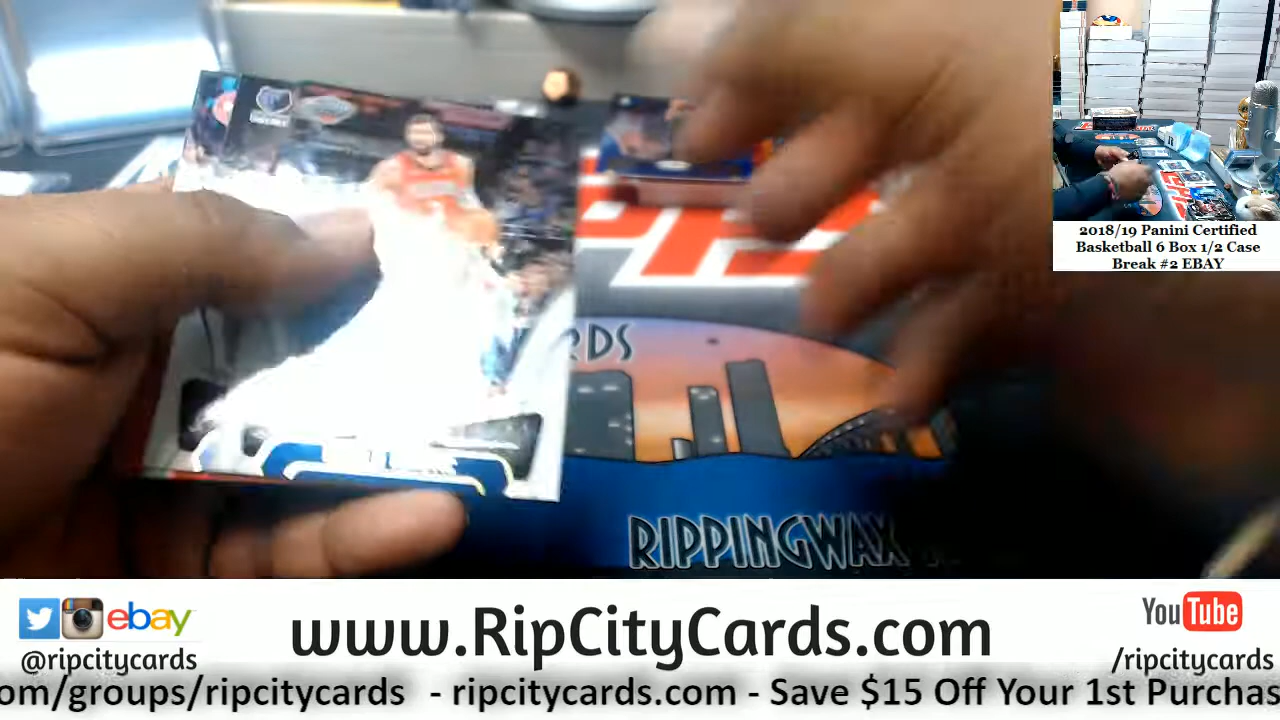 2018/19 Panini Certified
Basketball 6 Box 1/2 Case
Break #2 EBAY
RDS
RIPPINGWAX
ebay
@ripcitycards
www.RipCityCards.com
YouTube
/ripcitycards
om/groups/ripcitycards - ripcitycards.com - Save $15 Off Your 1st Purchas